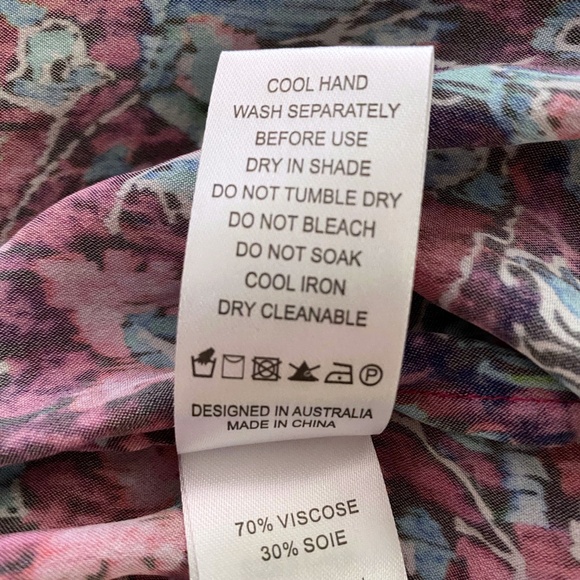 COOL HAND
WASH SEPARATELY
BEFORE USE
DRY IN SHADE
DO NOT TUMBLE DRY
DO NOT BLEACH
DO NOT SOAK
COOL IRON
DRY CLEANABLE
P
DESIGNED IN AUSTRALIA
MADE IN CHINA
70% VISCOSE
30% SOIE